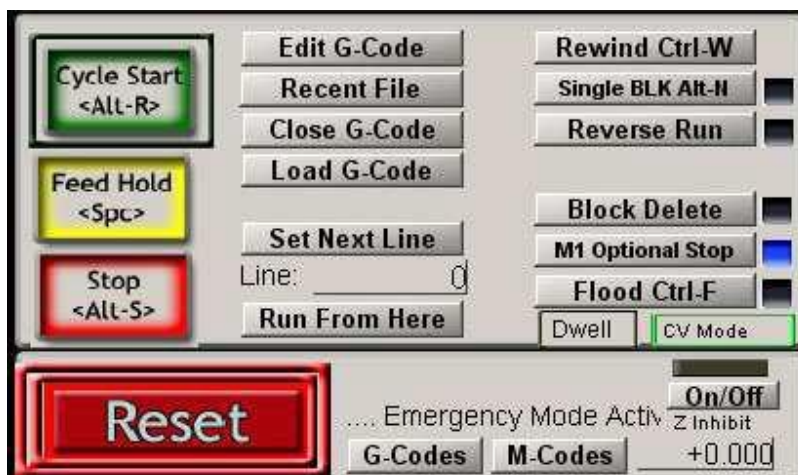 Cycle Start
<Alt-R>
Edit G-Code
Rewind Ctrl-W
Recent File
Single BLK Alt-N
Close G-Code
Reverse Run
Load G-Code
Feed Hold
<Spc>
Block Delete
Set Next Line
M1 Optional Stop
Line: 0
Flood Ctrl-F
Stop
<Alt-S>
Run From Here
Dwell
CV Mode
Reset
.... Emergency Mode Activ
On/Off
Z Inhibit
G-Codes
M-Codes
+0.000